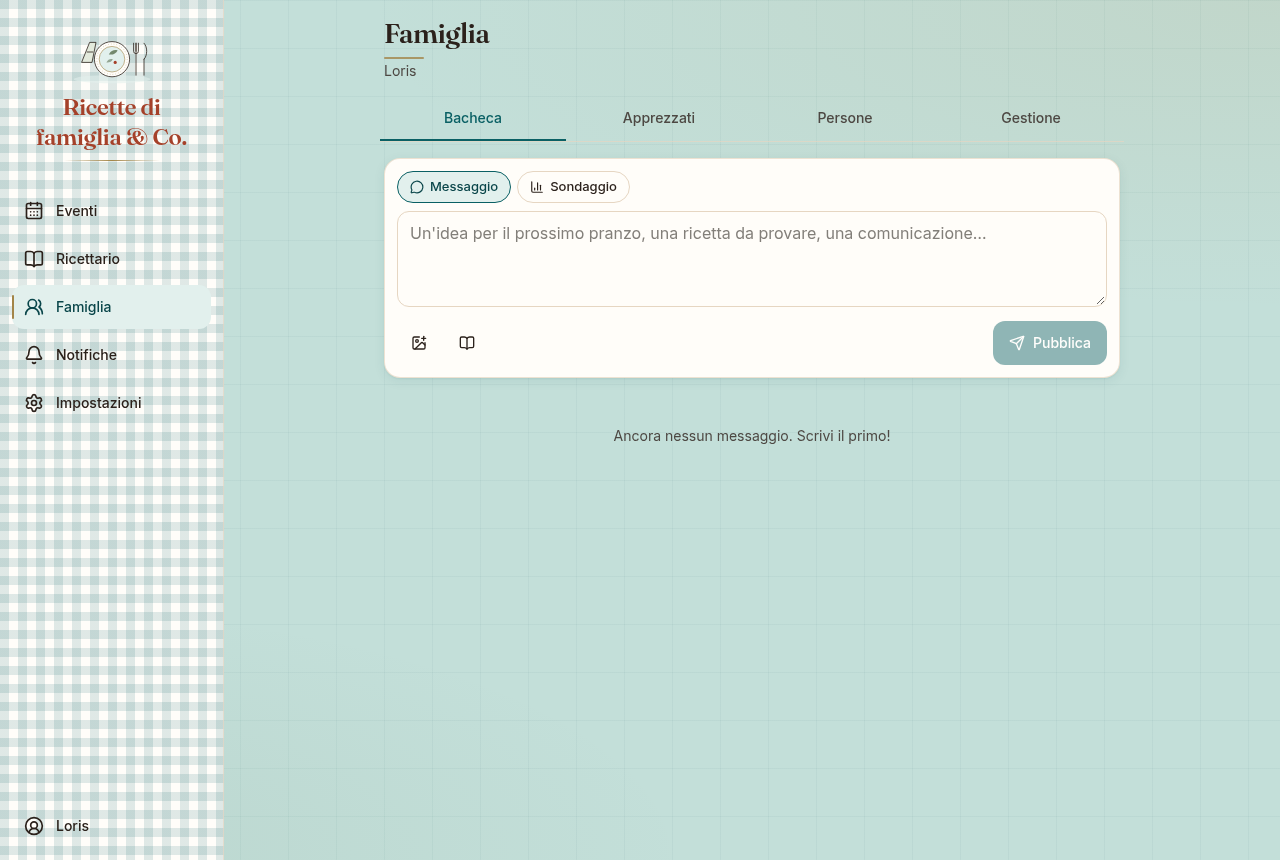 Ricette di
famiglia & Co.
Eventi
Ricettario
Famiglia
Notifiche
Impostazioni
Loris
Famiglia
Loris
Bacheca
Apprezzati
Persone
Gestione
Messaggio
Sondaggio
Un'idea per il prossimo pranzo, una ricetta da provare, una comunicazione...
Pubblica
Ancora nessun messaggio. Scrivi il primo!